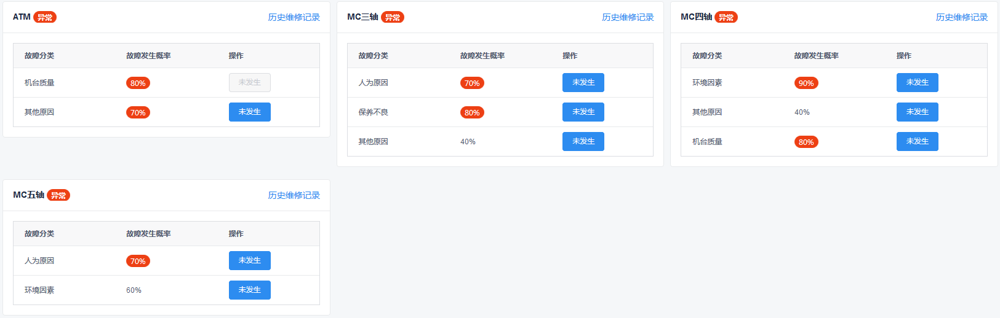 ATM 异常 历史维修记录
故障分类 故障发生概率 操作
机台质量 80% 未发生
其他原因 70% 未发生
MC三轴 异常 历史维修记录
故障分类 故障发生概率 操作
人为原因 70% 未发生
保养不良 80% 未发生
其他原因 40% 未发生
MC四轴 异常 历史维修记录
故障分类 故障发生概率 操作
环境因素 90% 未发生
其他原因 40% 未发生
机台质量 80% 未发生
MC五轴 异常 历史维修记录
故障分类 故障发生概率 操作
人为原因 70% 未发生
环境因素 60% 未发生